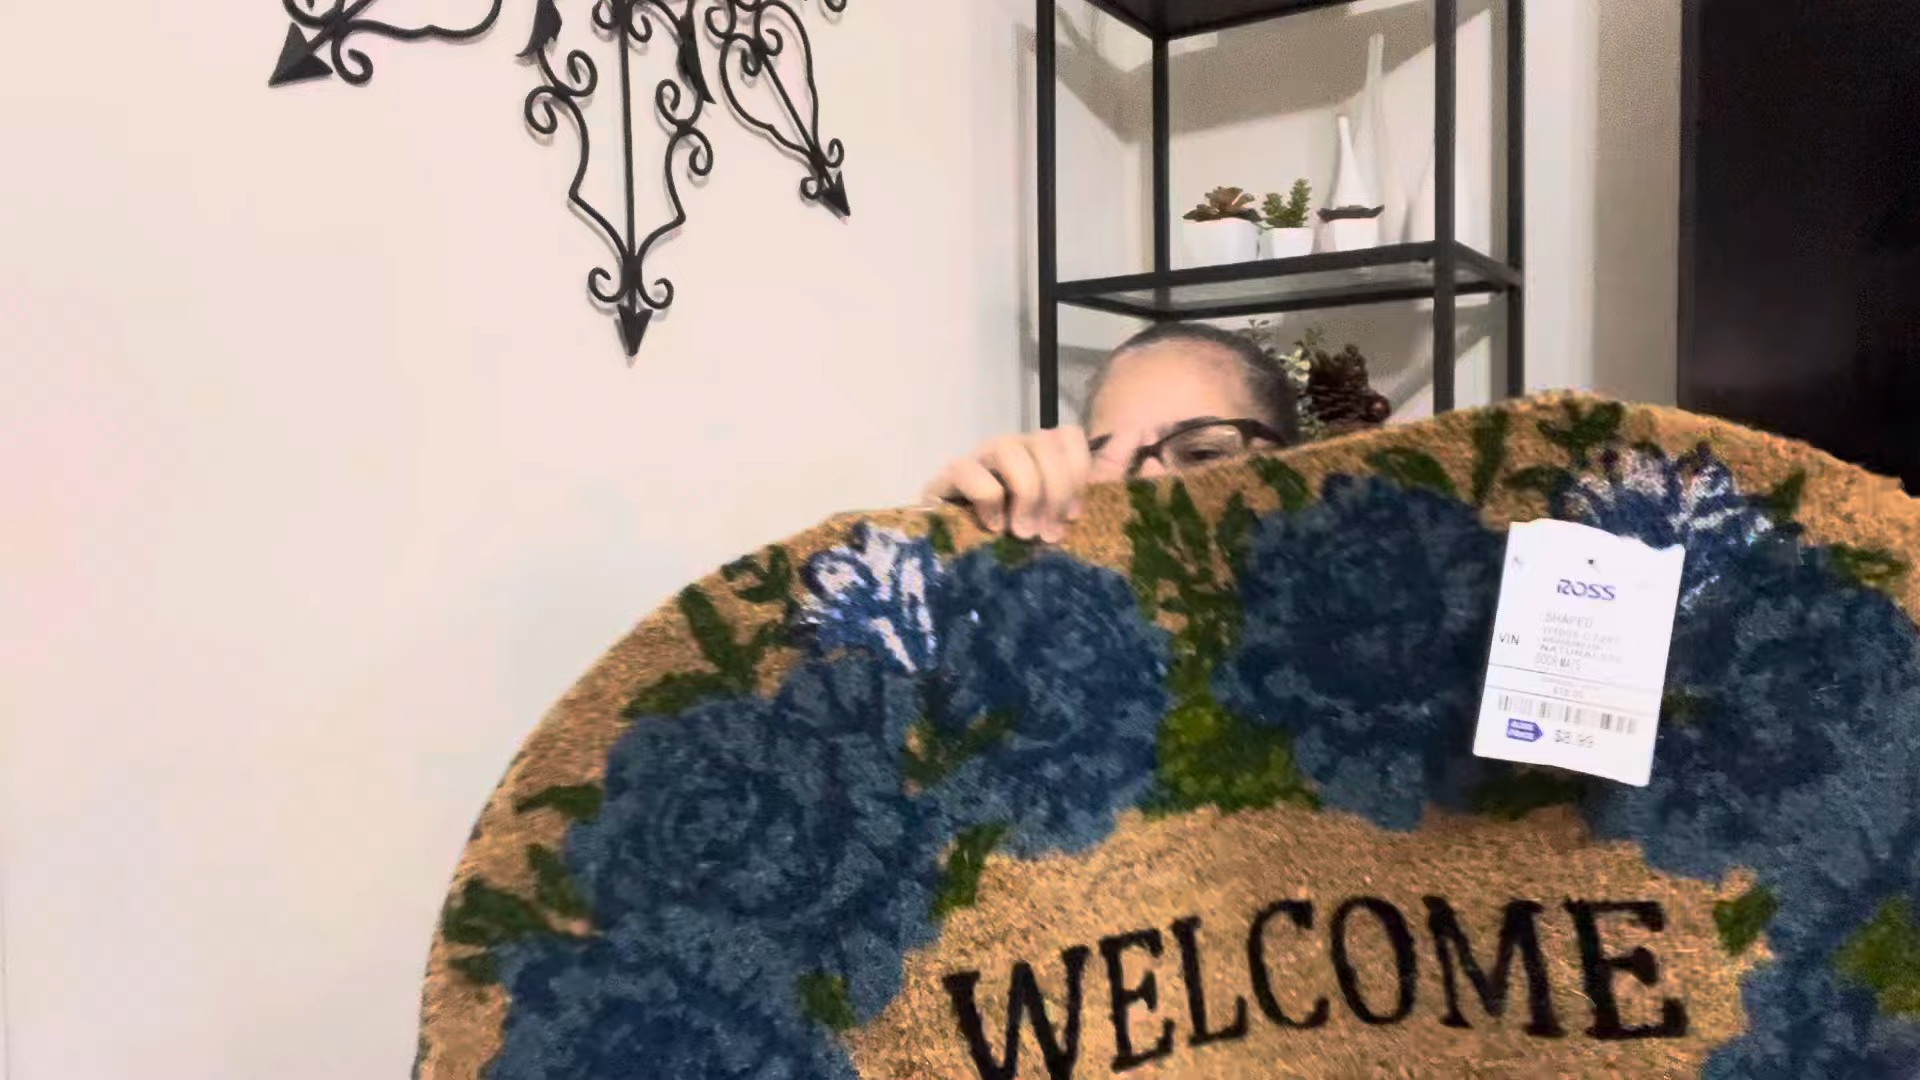 ROSS
SHAPED
VIN
NATURAL
DOOR MATS
$8.99
WELCOME